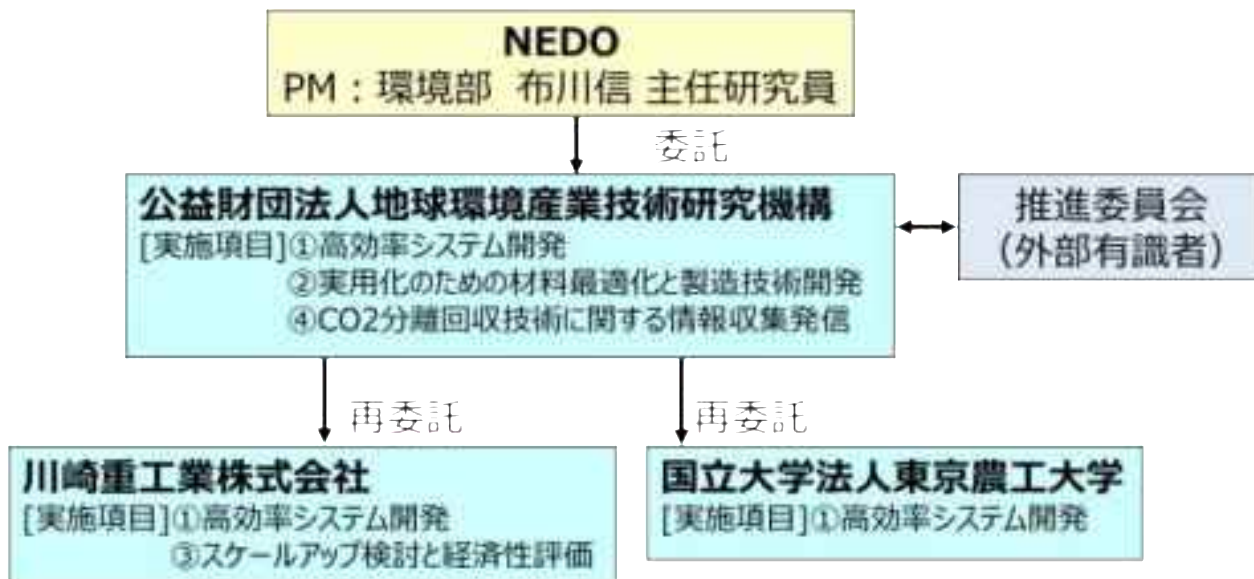 NEDO
PM：環境部 布川信 主任研究員
委託
公益財団法人地球環境産業技術研究機構
[実施項目]①高効率システム開発
②実用化のための材料最適化と製造技術開発
④CO2分離回収技術に関する情報収集発信
推進委員会
（外部有識者）
再委託
再委託
川崎重工業株式会社
[実施項目]①高効率システム開発
③スケールアップ検討と経済性評価
国立大学法人東京農工大学
[実施項目]①高効率システム開発